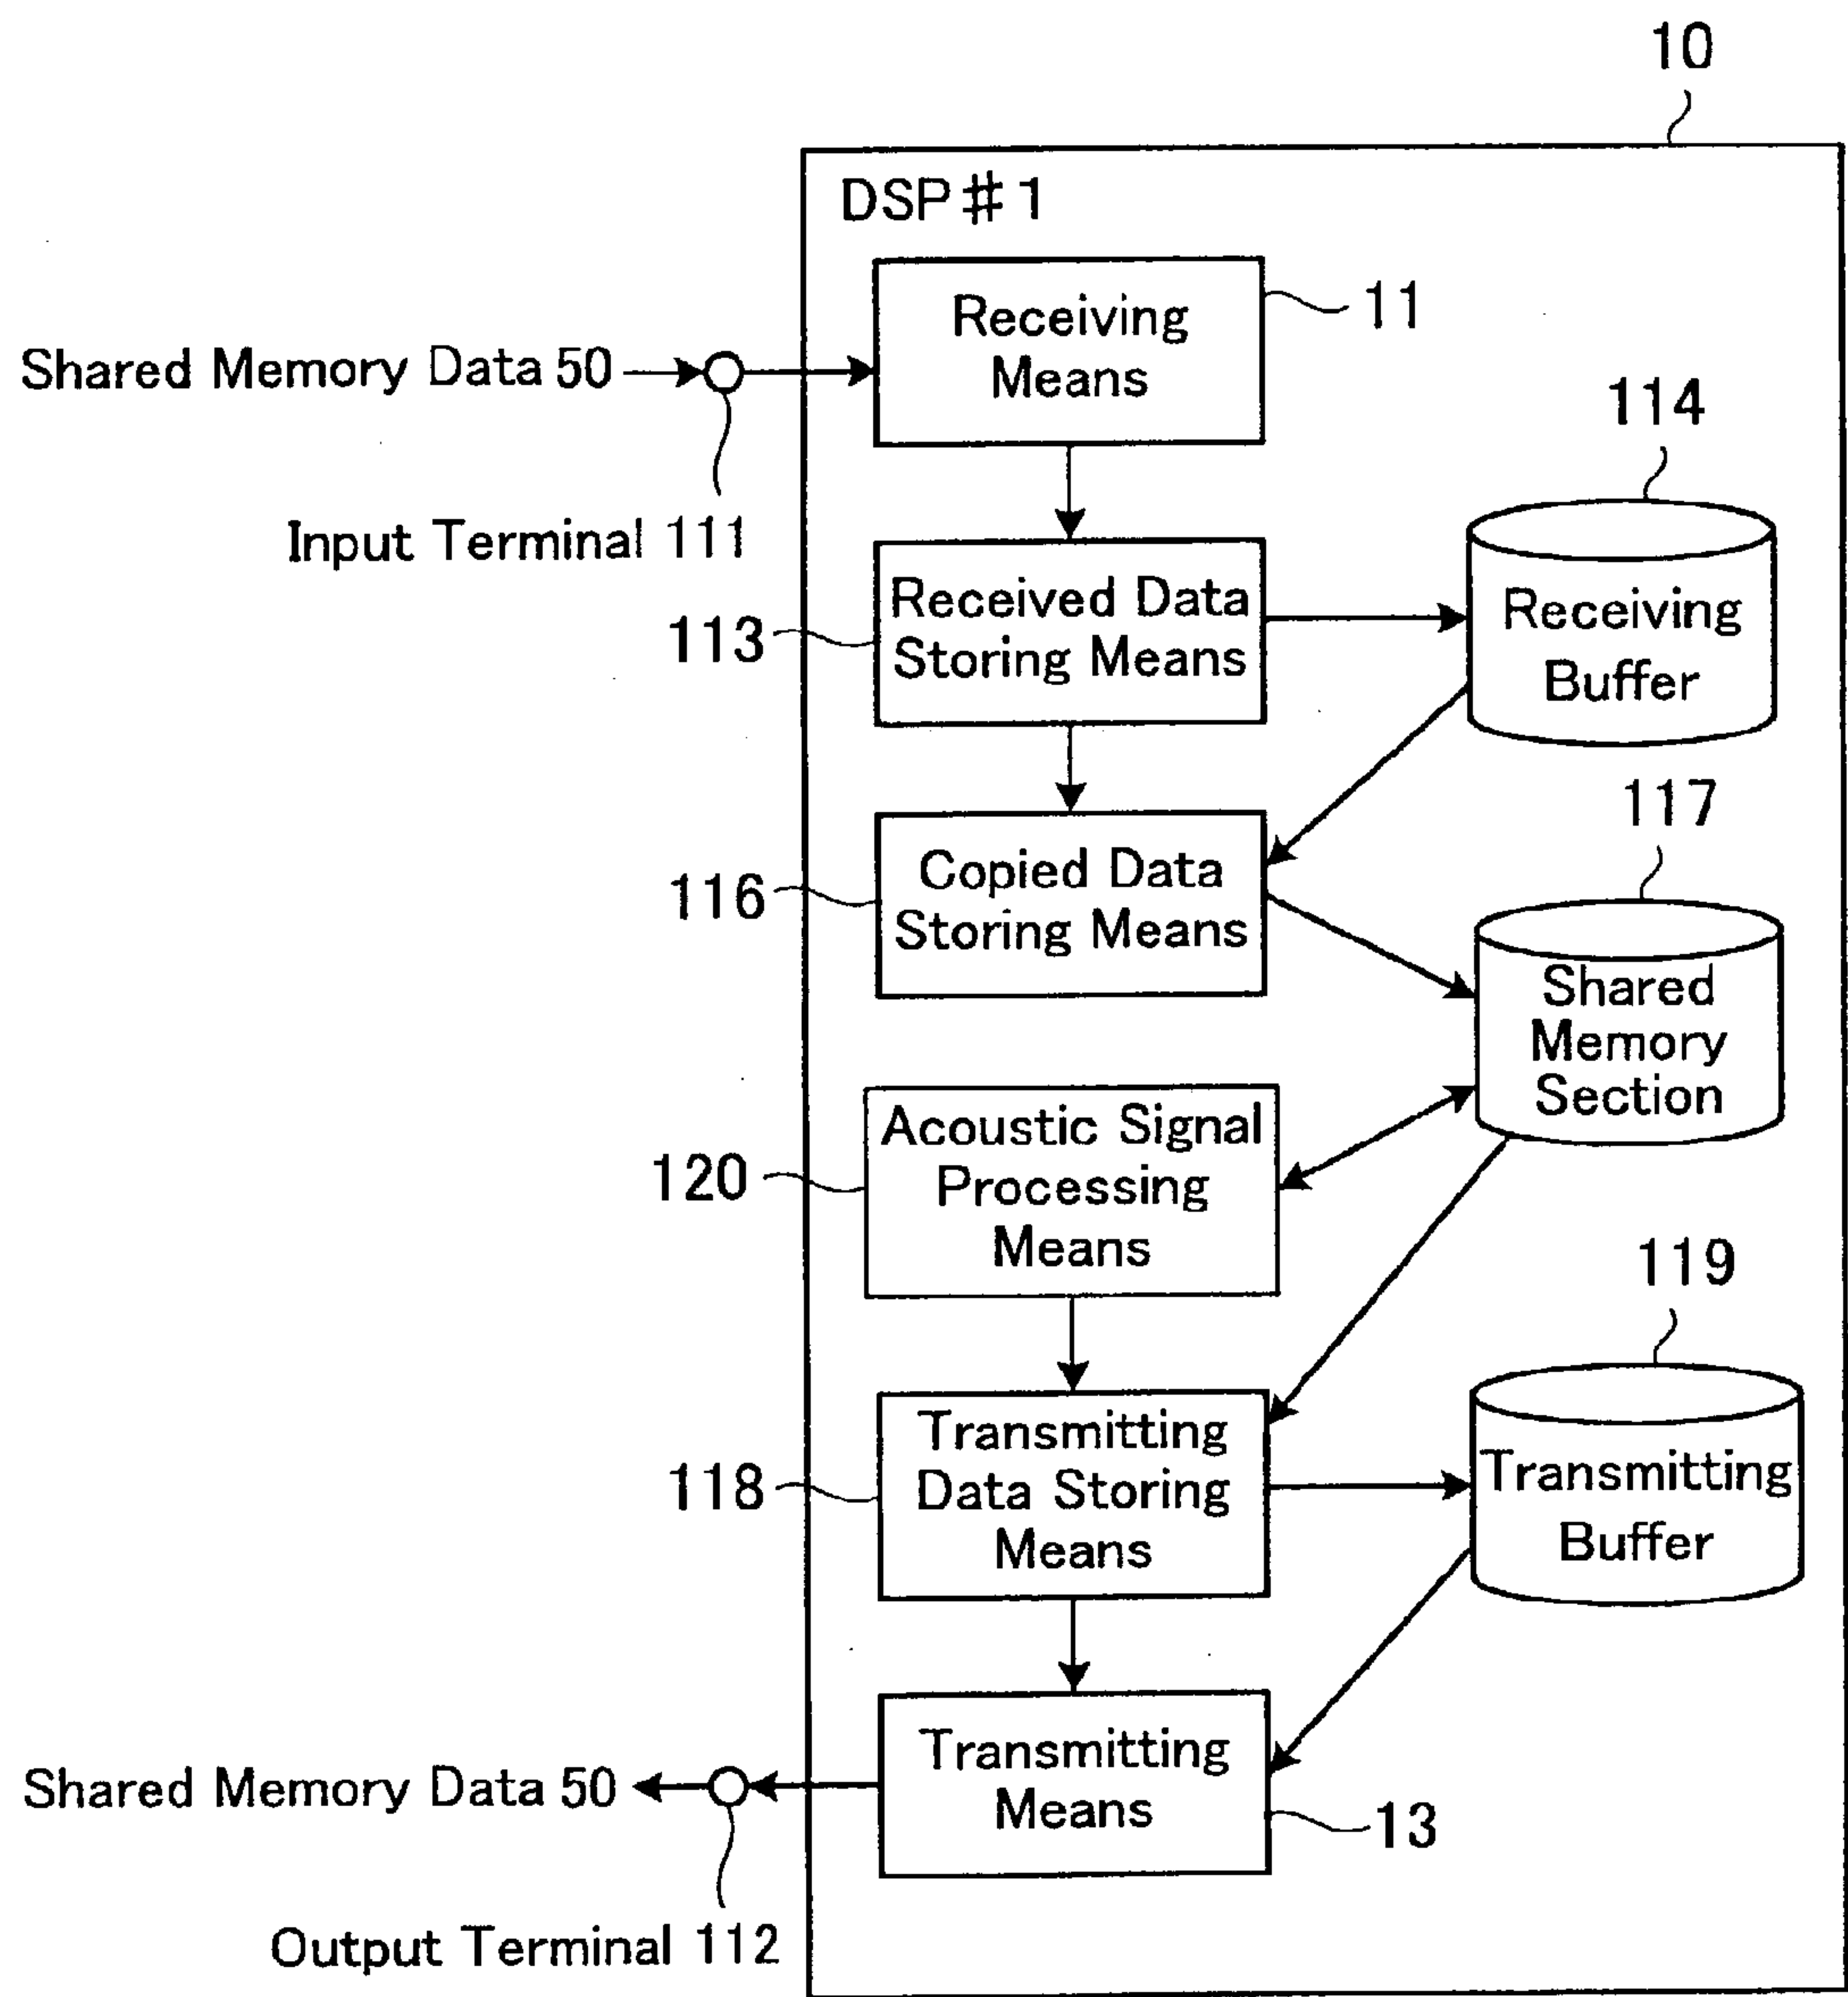 10
DSP#1
Receiving
Means
11
Shared Memory Data 50
Input Terminal 111
114
Received Data
Storing Means
113
Receiving
Buffer
117
Copied Data
Storing Means
116
Shared
Memory
Section
Acoustic Signal
Processing
Means
120
119
Transmitting
Data Storing
Means
118
Transmitting
Buffer
Transmitting
Means
Shared Memory Data 50
13
Output Terminal 112